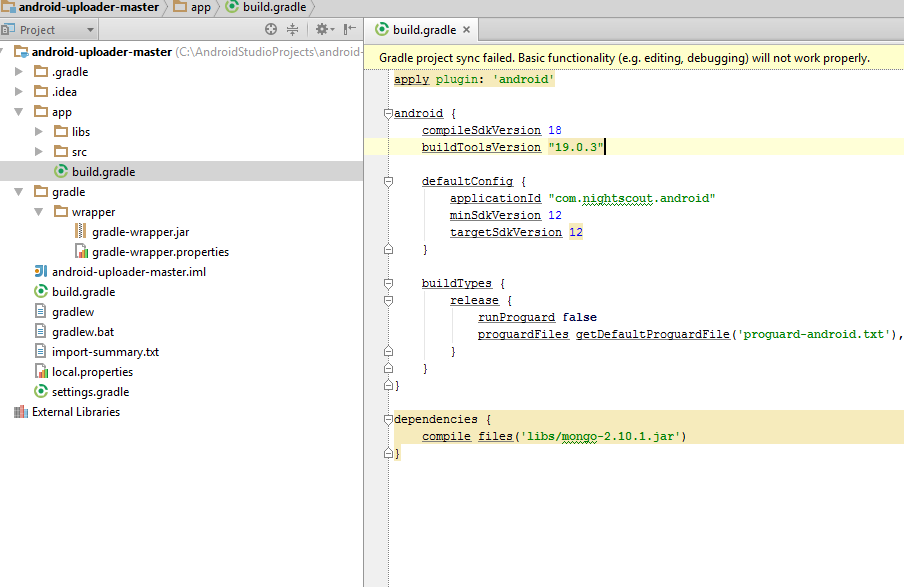 android-uploader-master app build.gradle
Project
build.gradle
android-uploader-master (C:\AndroidStudioProjects\android-
Gradle project sync failed. Basic functionality (e.g. editing, debugging) will not work properly.
.gradle
.idea
app
libs
src
build.gradle
gradle
wrapper
gradle-wrapper.jar
gradle-wrapper.properties
android-uploader-master.iml
build.gradle
gradlew
gradlew.bat
import-summary.txt
local.properties
settings.gradle
External Libraries
apply plugin: 'android'
android {
compileSdkVersion 18
buildToolsVersion "19.0.3"
defaultConfig {
applicationId "com.nightscout.android"
minSdkVersion 12
targetSdkVersion 12
}
buildTypes {
release {
runProguard false
proguardFiles getDefaultProguardFile('proguard-android.txt'),
}
}
}
dependencies {
compile files('libs/mongo-2.10.1.jar')
}